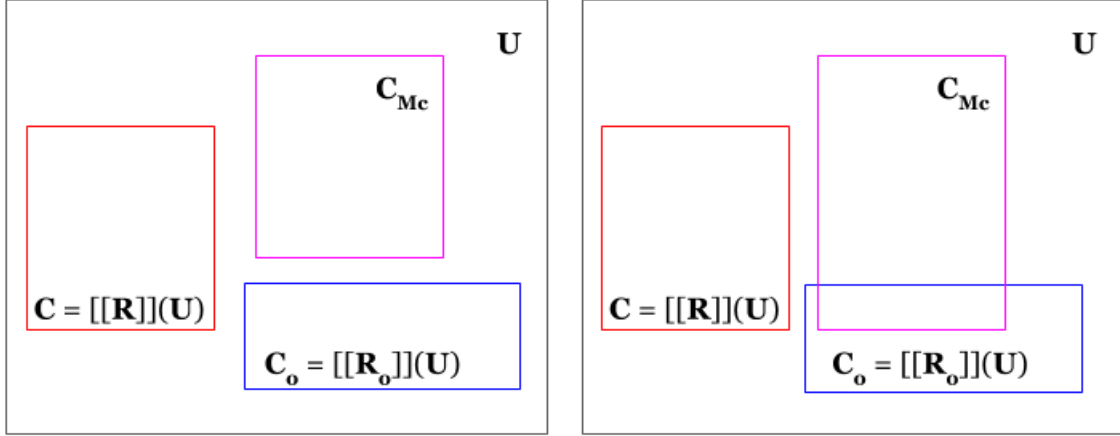 U
C_Mc
C = [[R]](U)
C_o = [[R_o]](U)
U
C_Mc
C = [[R]](U)
C_o = [[R_o]](U)